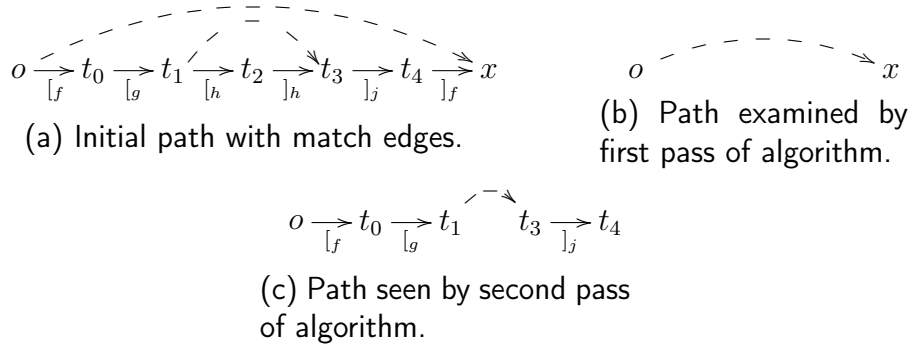 o t₀ t₁ t₂ t₃ t₄ x
[f [g [h ]h ]j ]f
(a) Initial path with match edges.
o x
(b) Path examined by
first pass of algorithm.
o t₀ t₁ t₃ t₄
[f [g ]j
(c) Path seen by second pass
of algorithm.